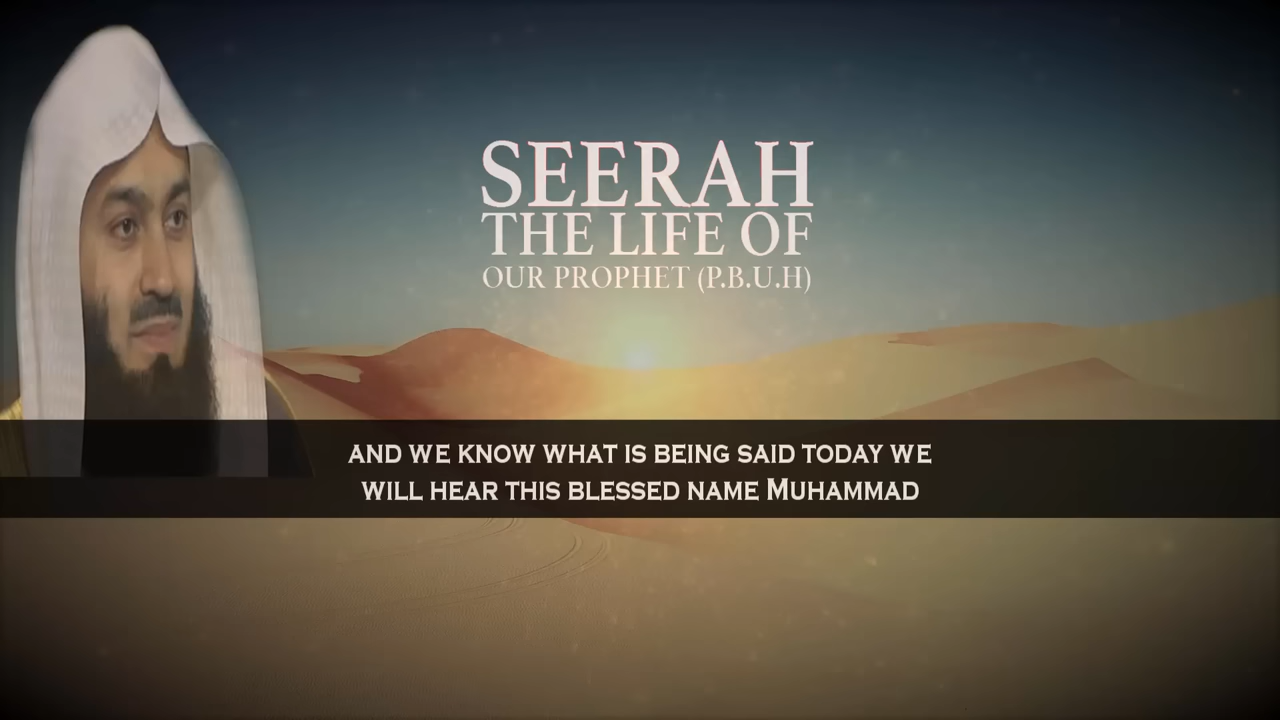 SEERAH
THE LIFE OF
OUR PROPHET (P.B.U.H)
AND WE KNOW WHAT IS BEING SAID TODAY WE
WILL HEAR THIS BLESSED NAME MUHAMMAD